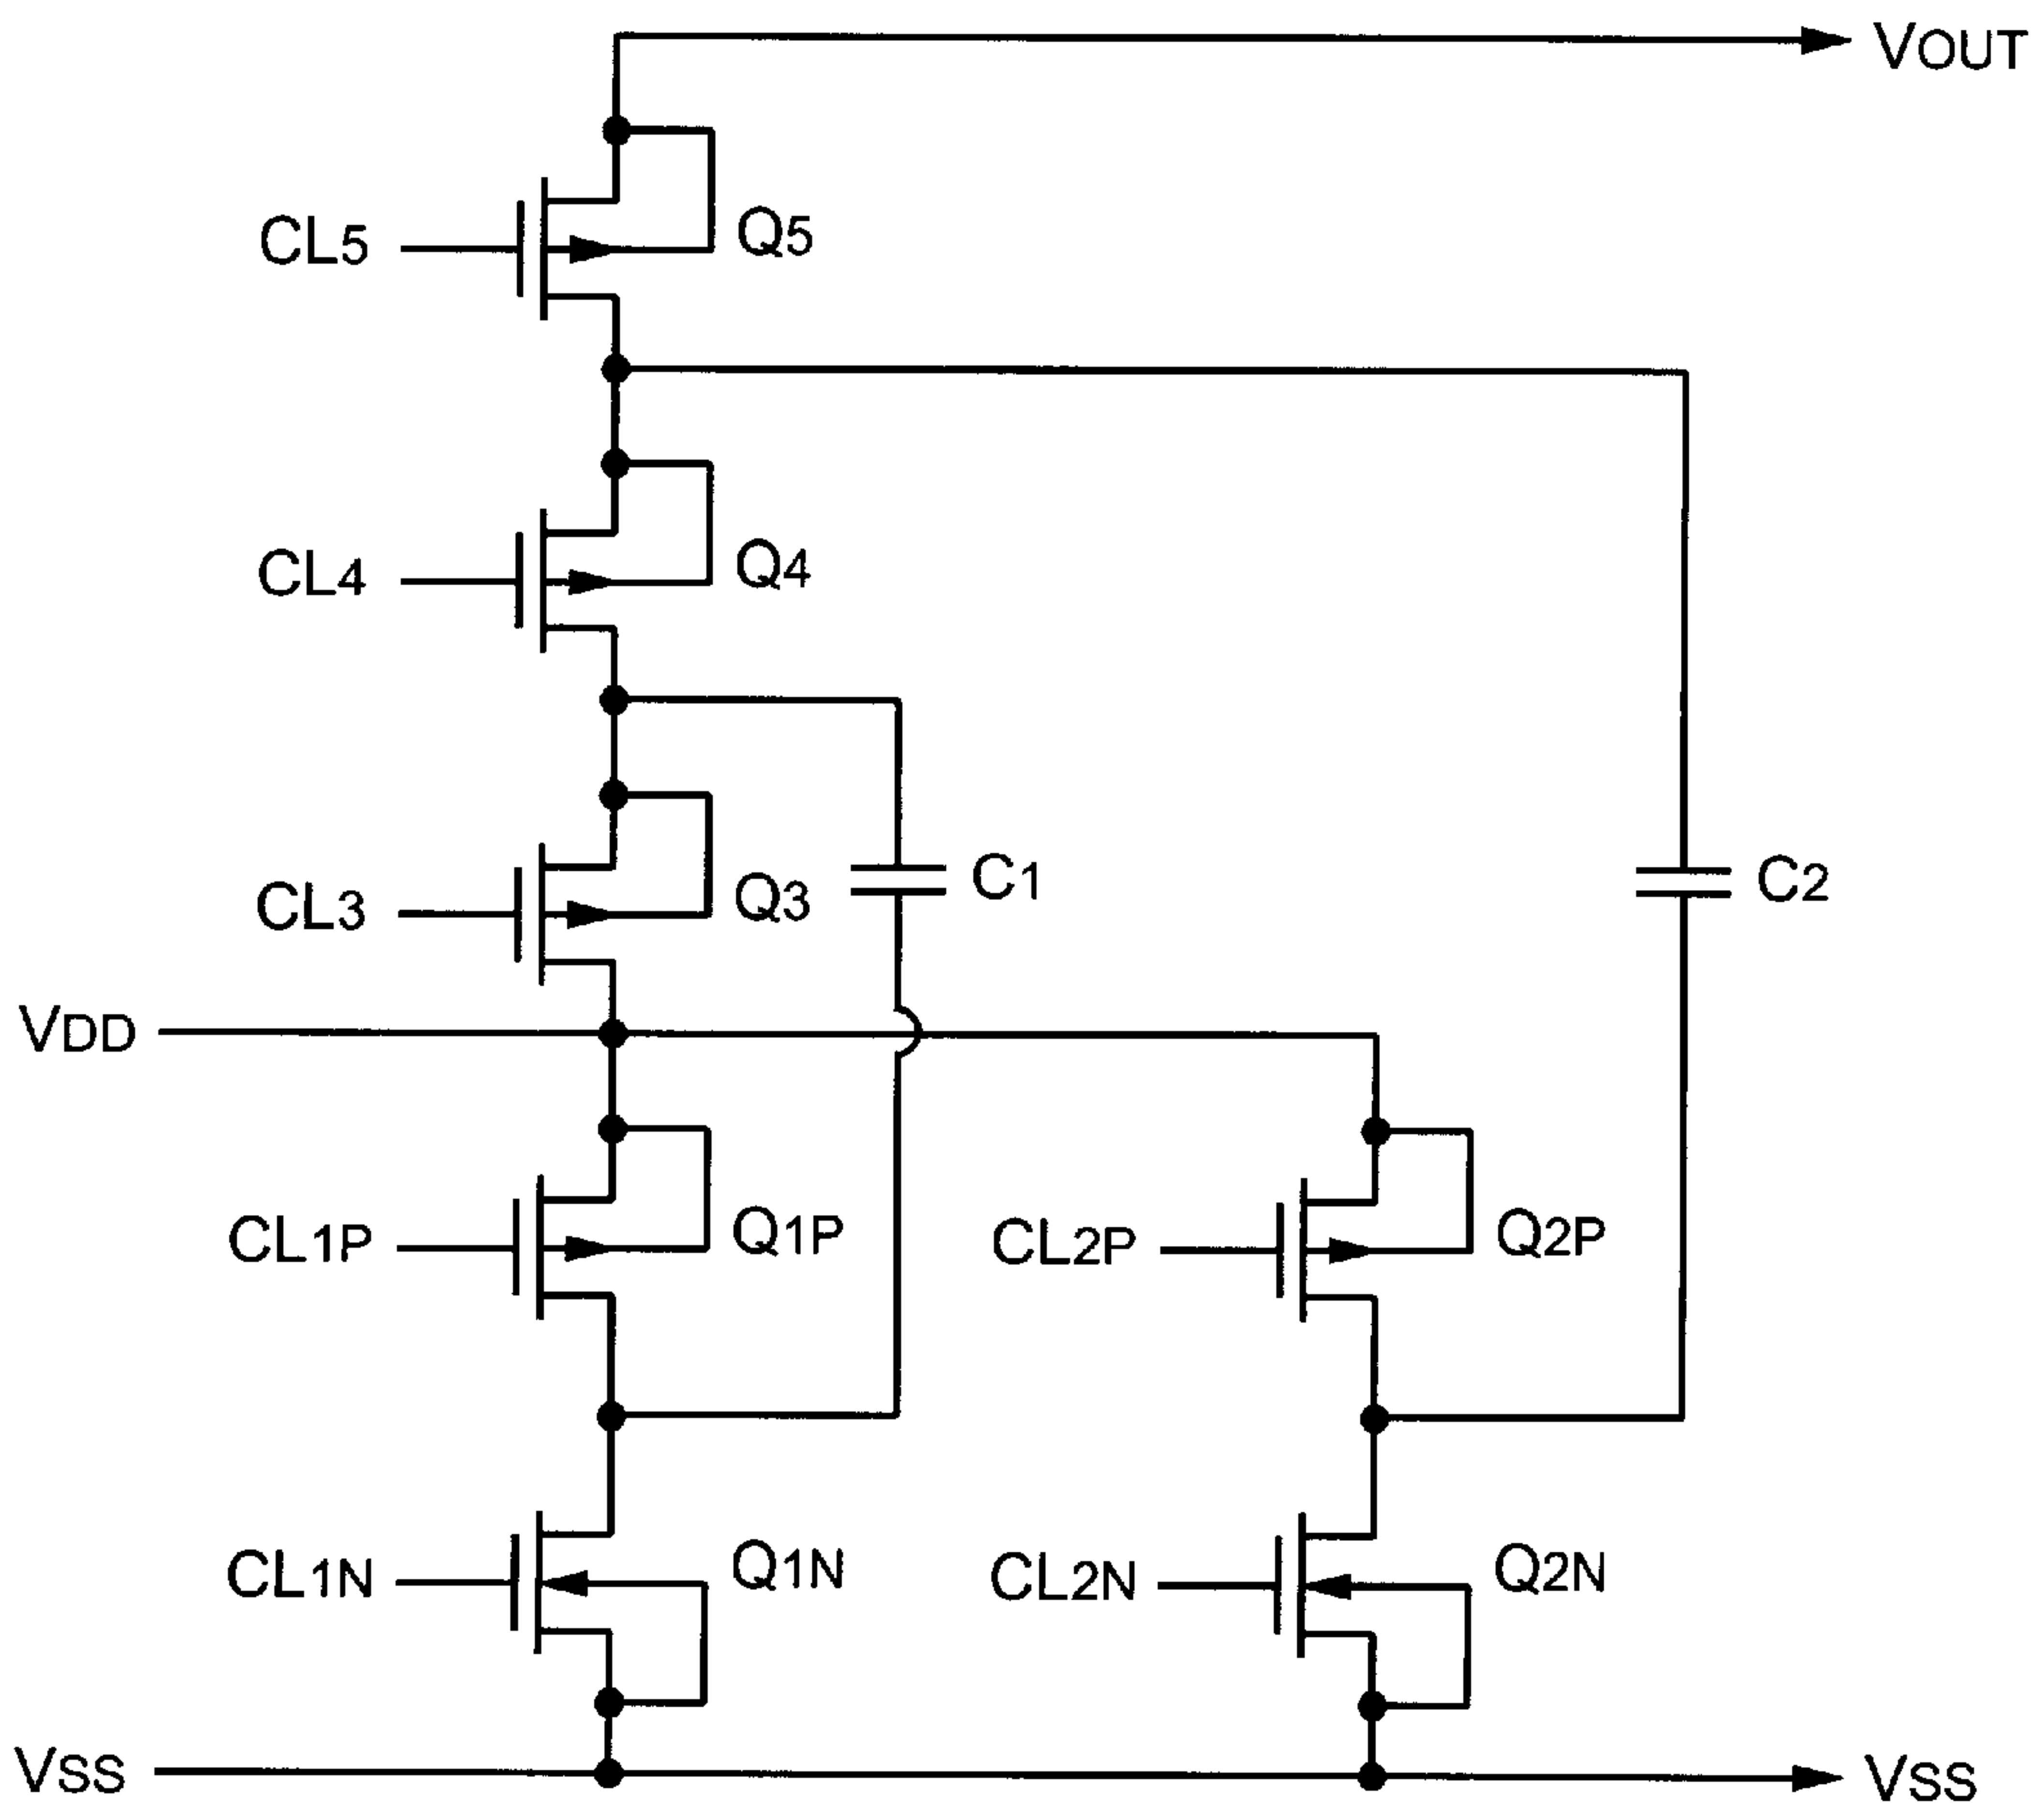 VOUT
CL5
Q5
CL4
Q4
CL3
Q3
C1
C2
VDD
CL1P
Q1P
CL2P
Q2P
CL1N
Q1N
CL2N
Q2N
VSS
VSS